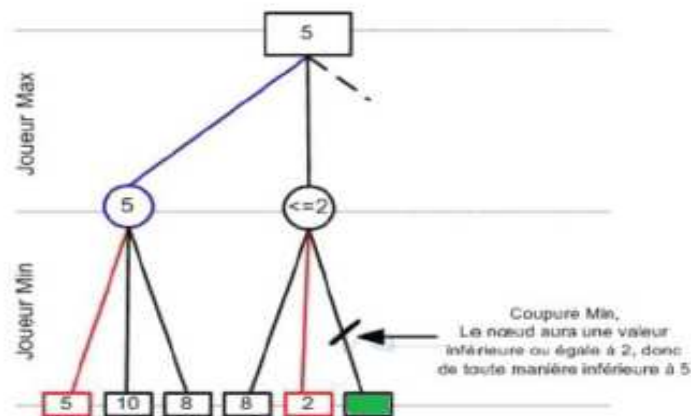 5
Joueur Max
5
<=2
Joueur Min
Coupure Min,
Le nœud aura une valeur
inférieure ou égale à 2, donc
de toute manière inférieure à 5
5 10 8 8 2